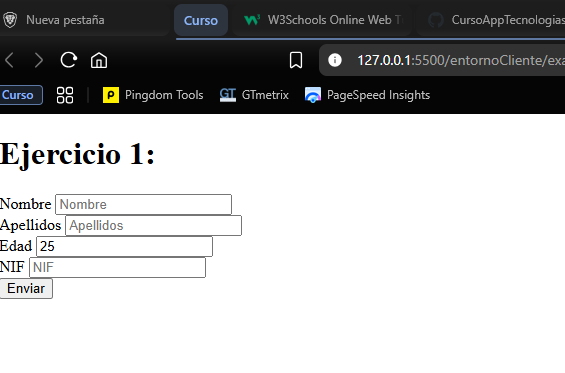 Nueva pestaña
Curso
W3Schools Online Web T
CursoAppTecnologias
127.0.0.1:5500/entornoCliente/exa
Curso
Pingdom Tools
GTmetrix
PageSpeed Insights
Ejercicio 1:
Nombre Nombre
Apellidos Apellidos
Edad 25
NIF NIF
Enviar